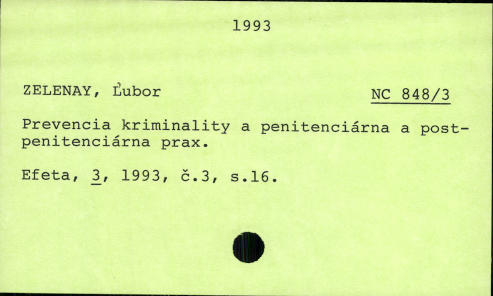 1993
ZELENAY, Ľubor
NC 848/3
Prevencia kriminality a penitenciárna a post-
penitenciárna prax.
Efeta, 3, 1993, č.3, s.16.